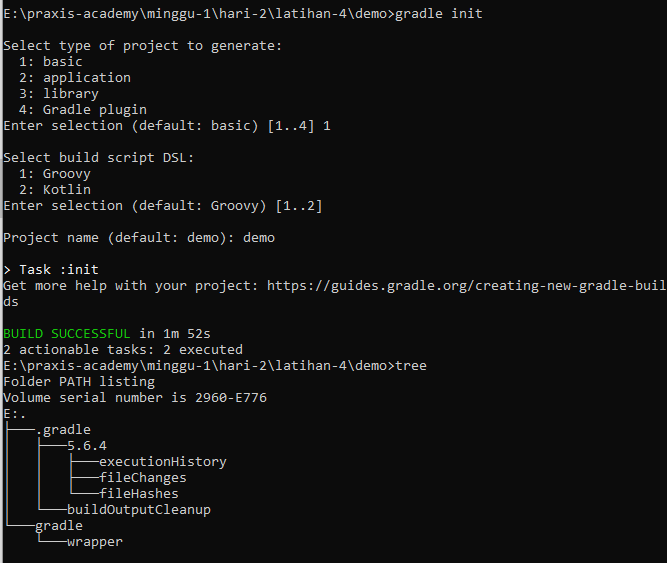 E:\praxis-academy\minggu-1\hari-2\latihan-4\demo>gradle init
Select type of project to generate:
  1: basic
  2: application
  3: library
  4: Gradle plugin
Enter selection (default: basic) [1..4] 1
Select build script DSL:
  1: Groovy
  2: Kotlin
Enter selection (default: Groovy) [1..2]
Project name (default: demo): demo
> Task :init
Get more help with your project: https://guides.gradle.org/creating-new-gradle-buil
ds
BUILD SUCCESSFUL in 1m 52s
2 actionable tasks: 2 executed
E:\praxis-academy\minggu-1\hari-2\latihan-4\demo>tree
Folder PATH listing
Volume serial number is 2960-E776
E:.
├───.gradle
│   ├───5.6.4
│   │   ├───executionHistory
│   │   ├───fileChanges
│   │   └───fileHashes
│   └───buildOutputCleanup
└───gradle
    └───wrapper